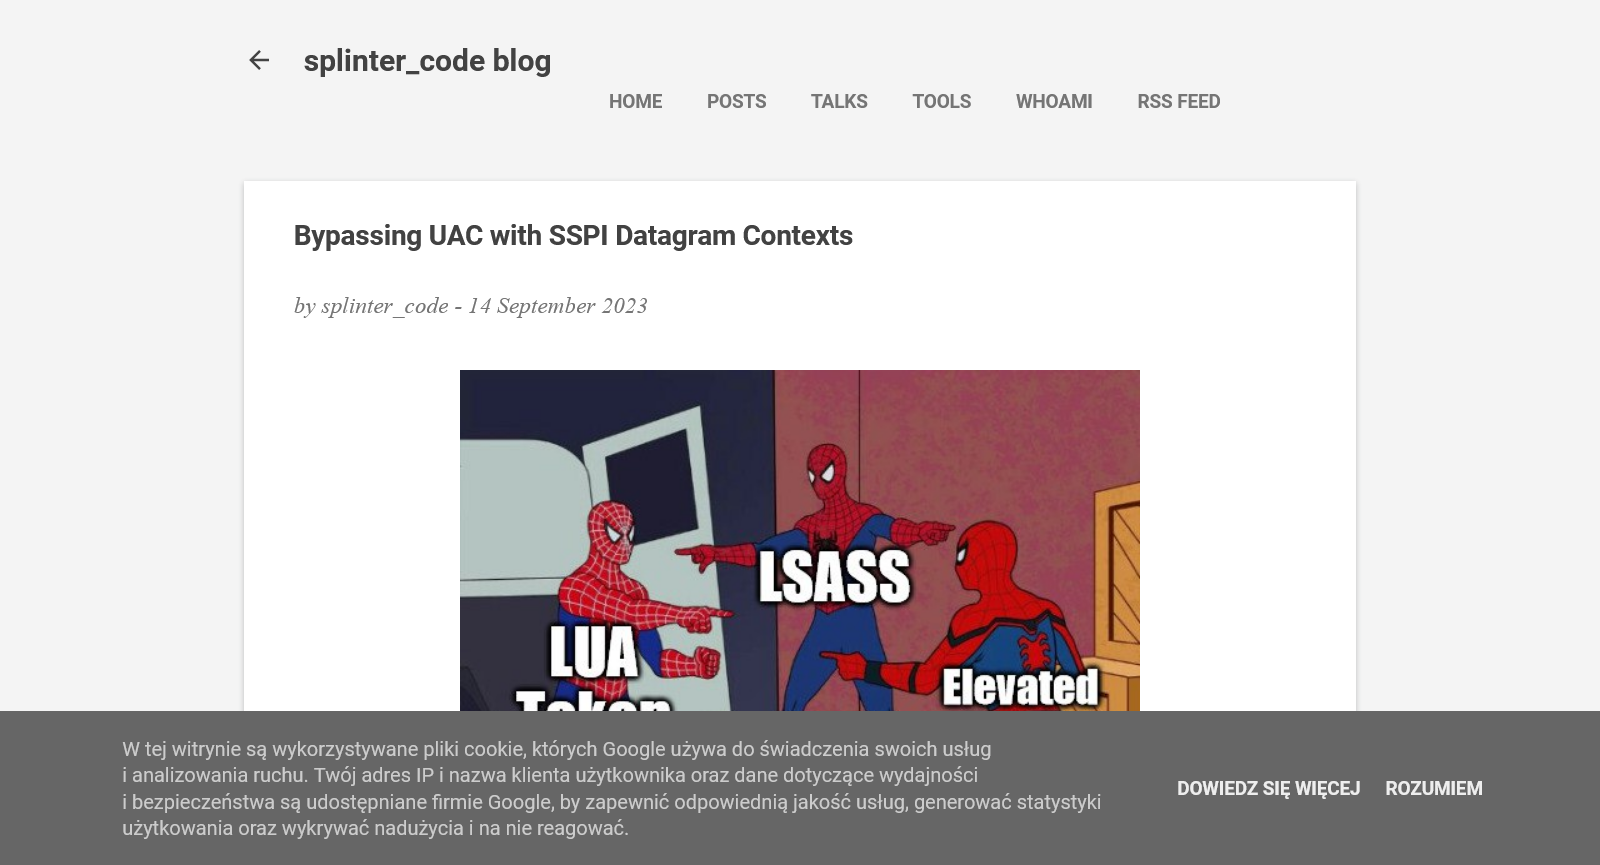 splinter_code blog
HOME POSTS TALKS TOOLS WHOAMI RSS FEED
Bypassing UAC with SSPI Datagram Contexts
by splinter_code - 14 September 2023
LSASS
LUA
Token
Elevated
W tej witrynie są wykorzystywane pliki cookie, których Google używa do świadczenia swoich usług
i analizowania ruchu. Twój adres IP i nazwa klienta użytkownika oraz dane dotyczące wydajności
i bezpieczeństwa są udostępniane firmie Google, by zapewnić odpowiednią jakość usług, generować statystyki
użytkowania oraz wykrywać nadużycia i na nie reagować.
DOWIEDZ SIĘ WIĘCEJ ROZUMIEM